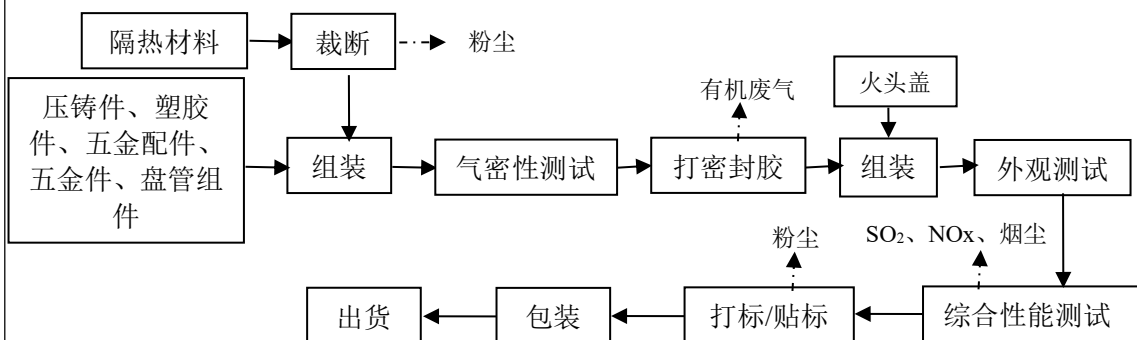 隔热材料
裁断
粉尘
压铸件、塑胶
件、五金配件、
五金件、盘管组
件
有机废气
火头盖
组装
气密性测试
打密封胶
组装
外观测试
粉尘
SO₂、NOx、烟尘
出货
包装
打标/贴标
综合性能测试